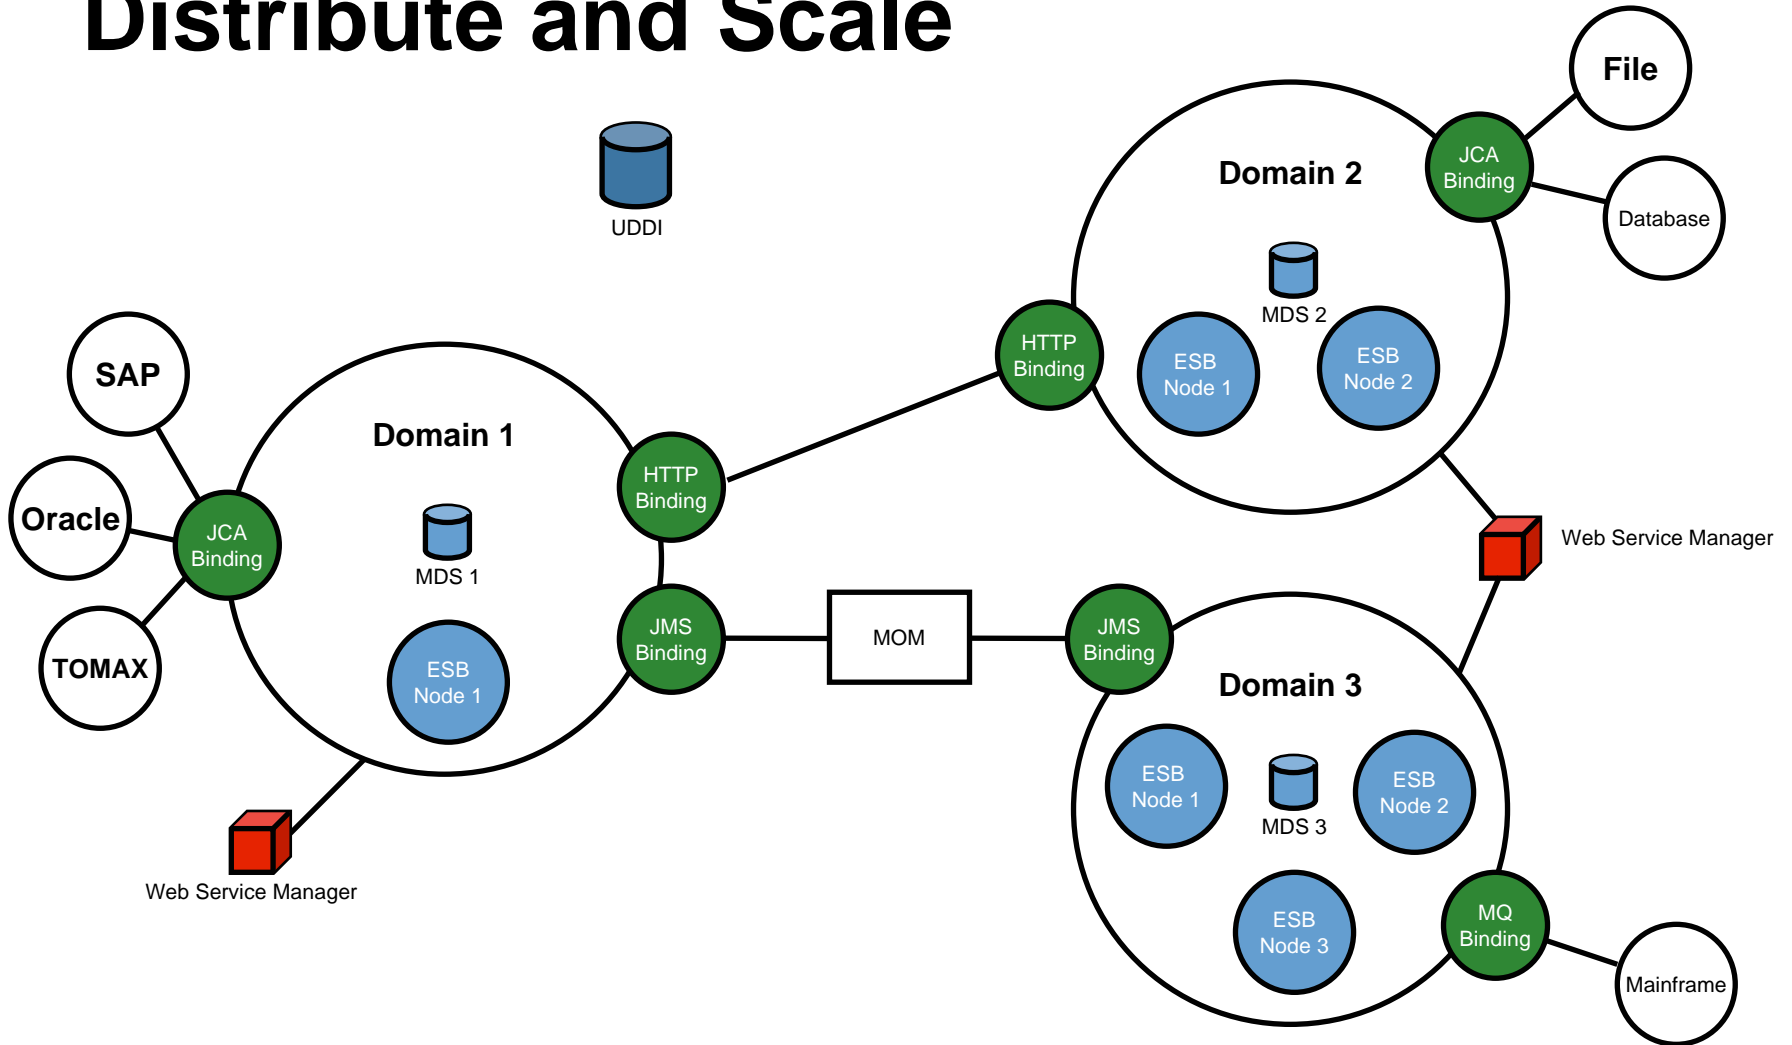 Distribute and Scale
UDDI
File
Domain 2
JCA
Binding
Database
MDS 2
HTTP
Binding
ESB
Node 1
ESB
Node 2
SAP
Oracle
TOMAX
JCA
Binding
Domain 1
MDS 1
ESB
Node 1
HTTP
Binding
JMS
Binding
MOM
JMS
Binding
Web Service Manager
Domain 3
ESB
Node 1
MDS 3
ESB
Node 2
ESB
Node 3
MQ
Binding
Mainframe
Web Service Manager